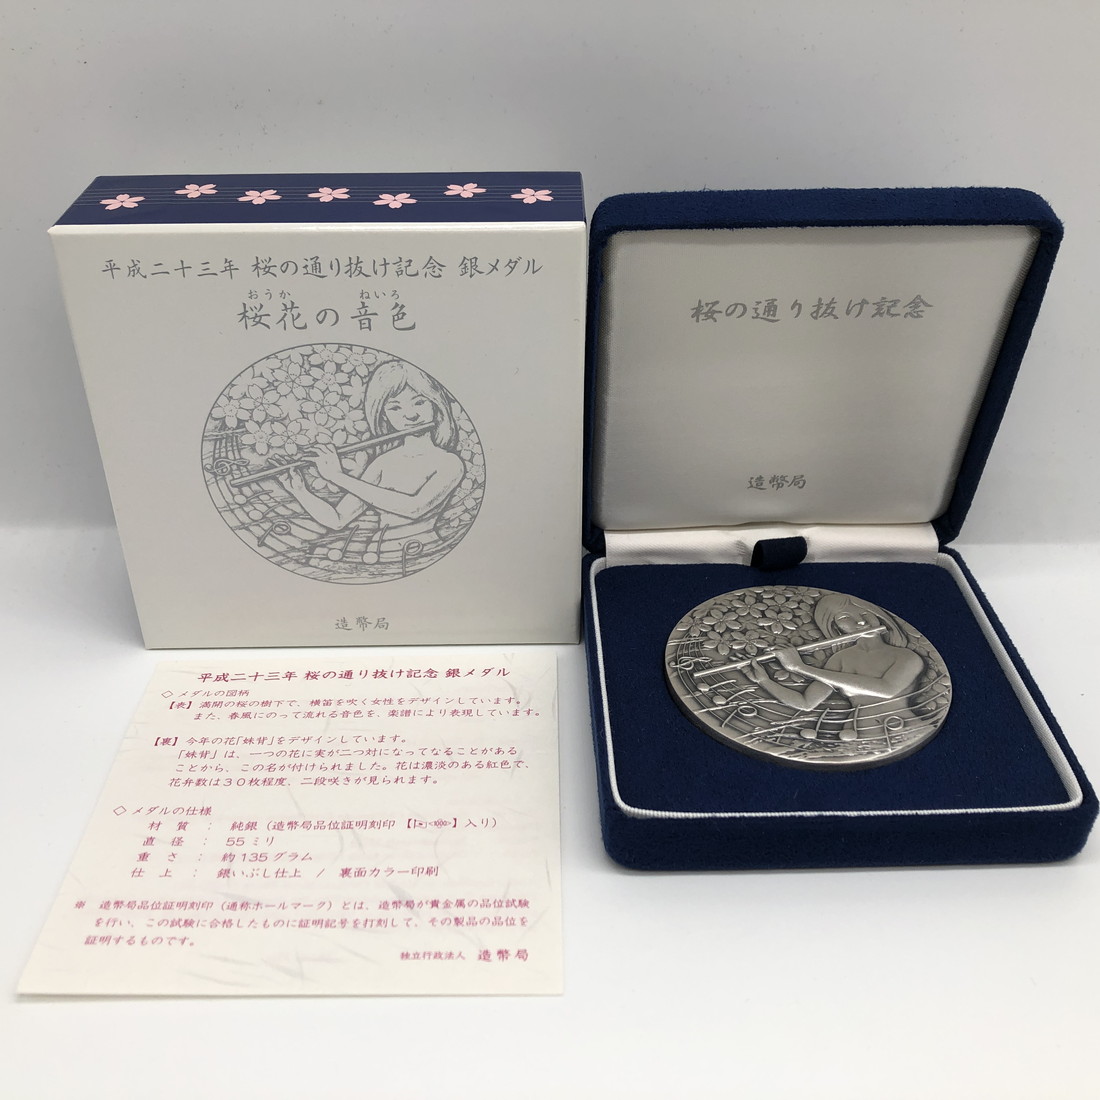 平成二十三年 桜の通り抜け記念 銀メダル
おうか ねいろ
桜花の音色
造幣局
桜の通り抜け記念
造幣局
平成二十三年 桜の通り抜け記念 銀メダル
◇メダルの図柄
【表】満開の桜の樹下で、横笛を吹く女性をデザインしています。
また、春風にのって流れる音色を、楽譜により表現しています。
【裏】今年の花「妹背」をデザインしています。
「妹背」は、一つの花に実が二つ対になってなることがある
ことから、この名が付けられました。花は濃淡のある紅色で、
花弁数は30枚程度、二段咲きが見られます。
◇メダルの仕様
材質 : 純銀(造幣局品位証明刻印【1000】入り)
直径 : 55ミリ
重さ : 約135グラム
仕上 : 銀いぶし仕上 / 裏面カラー印刷
※ 造幣局品位証明刻印(通称ホールマーク)とは、造幣局が貴金属の品位試験
を行い、この試験に合格したものに証明記号を打刻して、その製品の品位を
証明するものです。
独立行政法人 造幣局